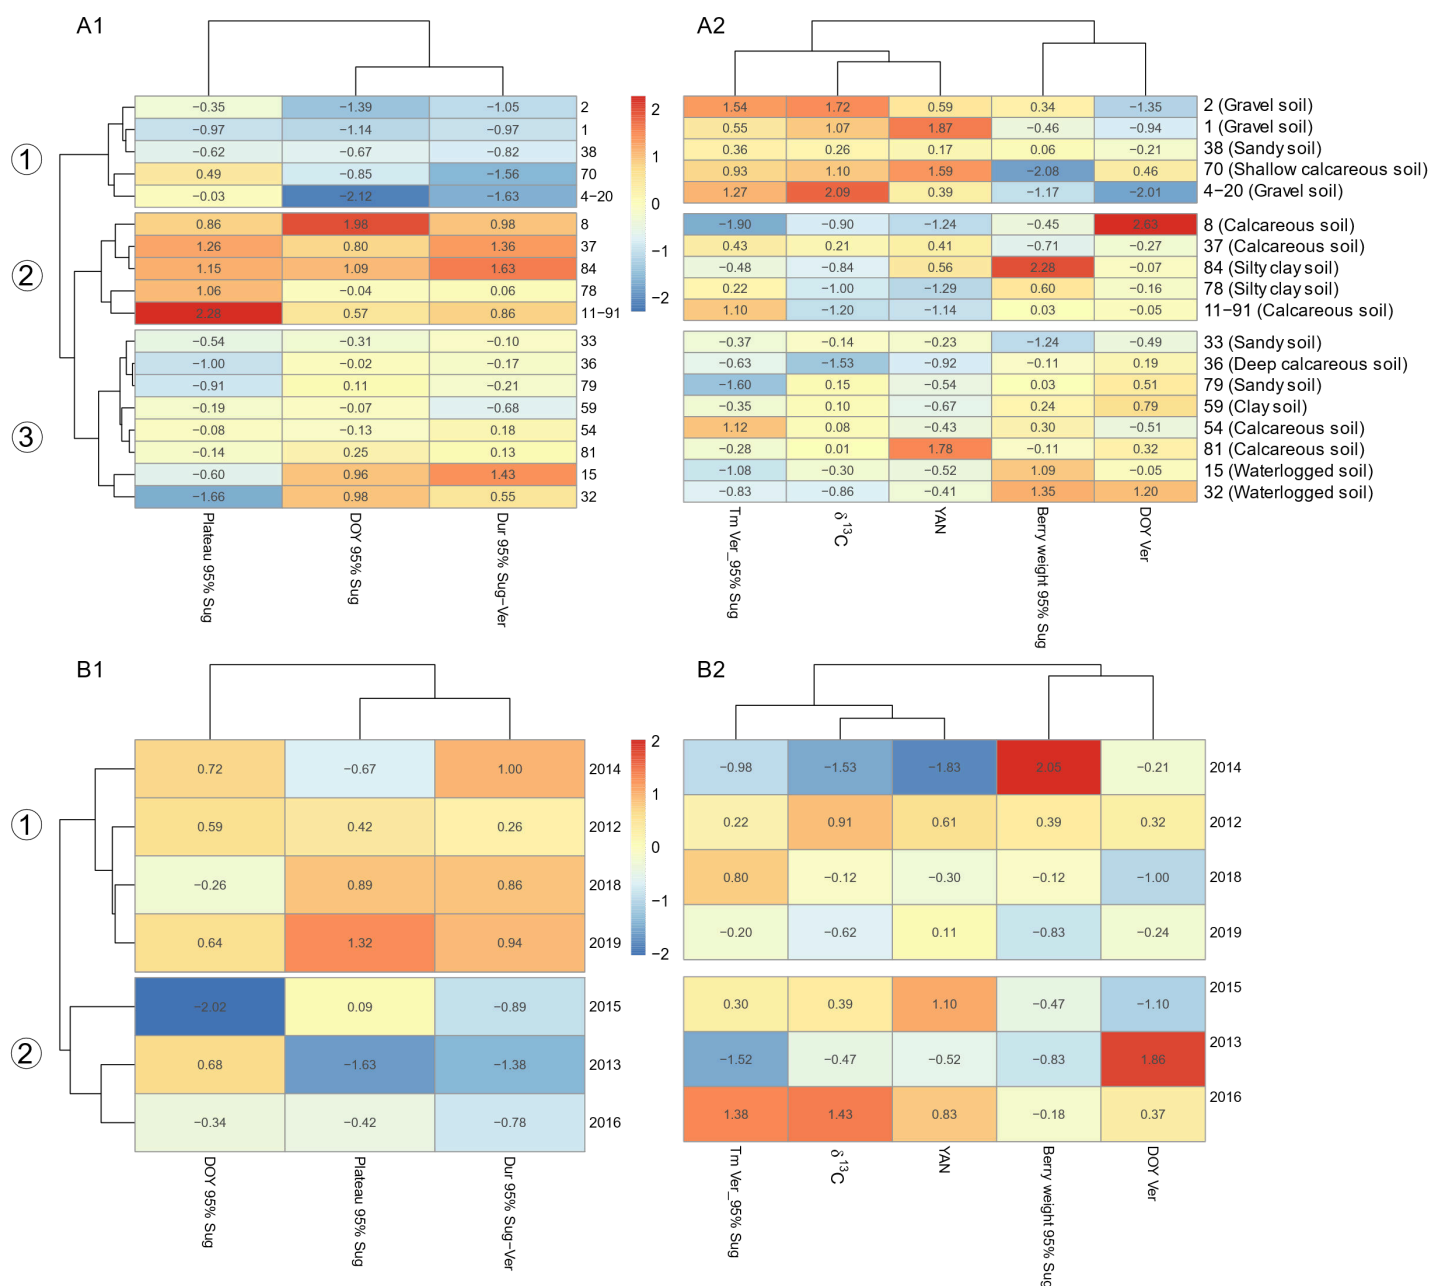 A1
−0.35 −1.39 −1.05 2
−0.97 −1.14 −0.97 1
−0.62 −0.67 −0.82 38
0.49 −0.85 −1.56 70
−0.03 −2.12 −1.63 4−20
①
0.86 1.98 0.98 8
1.26 0.80 1.36 37
1.15 1.09 1.63 84
1.06 −0.04 0.06 78
2.28 0.57 0.86 11−91
②
−0.54 −0.31 −0.10 33
−1.00 −0.02 −0.17 36
−0.91 0.11 −0.21 79
−0.19 −0.07 −0.68 59
−0.08 −0.13 0.18 54
−0.14 0.25 0.13 81
−0.60 0.96 1.43 15
−1.66 0.98 0.55 32
③
Plateau 95% Sug
DOY 95% Sug
Dur 95% Sug−Ver
2
1
0
−1
−2
A2
1.54 1.72 0.59 0.34 −1.35 2 (Gravel soil)
0.55 1.07 1.87 −0.46 −0.94 1 (Gravel soil)
0.36 0.26 0.17 0.06 −0.21 38 (Sandy soil)
0.93 1.10 1.59 −2.08 0.46 70 (Shallow calcareous soil)
1.27 2.09 0.39 −1.17 −2.01 4−20 (Gravel soil)
−1.90 −0.90 −1.24 −0.45 2.63 8 (Calcareous soil)
0.43 0.21 0.41 −0.71 −0.27 37 (Calcareous soil)
−0.48 −0.84 0.56 2.28 −0.07 84 (Silty clay soil)
0.22 −1.00 −1.29 0.60 −0.16 78 (Silty clay soil)
1.10 −1.20 −1.14 0.03 −0.05 11−91 (Calcareous soil)
−0.37 −0.14 −0.23 −1.24 −0.49 33 (Sandy soil)
−0.63 −1.53 −0.92 −0.11 0.19 36 (Deep calcareous soil)
−1.60 0.15 −0.54 0.03 0.51 79 (Sandy soil)
−0.35 0.10 −0.67 0.24 0.79 59 (Clay soil)
1.12 0.08 −0.43 0.30 −0.51 54 (Calcareous soil)
−0.28 0.01 1.78 −0.11 0.32 81 (Calcareous soil)
−1.08 −0.30 −0.52 1.09 −0.05 15 (Waterlogged soil)
−0.83 −0.86 −0.41 1.35 1.20 32 (Waterlogged soil)
Tm Ver_95% Sug
δ¹³C
YAN
Berry weight 95% Sug
DOY Ver
B1
0.72 −0.67 1.00 2014
0.59 0.42 0.26 2012
−0.26 0.89 0.86 2018
0.64 1.32 0.94 2019
①
−2.02 0.09 −0.89 2015
0.68 −1.63 −1.38 2013
−0.34 −0.42 −0.78 2016
②
DOY 95% Sug
Plateau 95% Sug
Dur 95% Sug−Ver
2
1
0
−1
−2
B2
−0.98 −1.53 −1.83 2.05 −0.21 2014
0.22 0.91 0.61 0.39 0.32 2012
0.80 −0.12 −0.30 −0.12 −1.00 2018
−0.20 −0.62 0.11 −0.83 −0.24 2019
0.30 0.39 1.10 −0.47 −1.10 2015
−1.52 −0.47 −0.52 −0.83 1.86 2013
1.38 1.43 0.83 −0.18 0.37 2016
Tm Ver_95% Sug
δ¹³C
YAN
Berry weight 95% Sug
DOY Ver